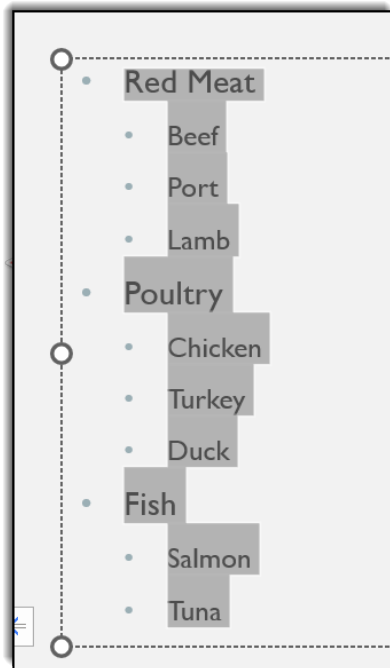 Red Meat
Beef
Port
Lamb
Poultry
Chicken
Turkey
Duck
Fish
Salmon
Tuna